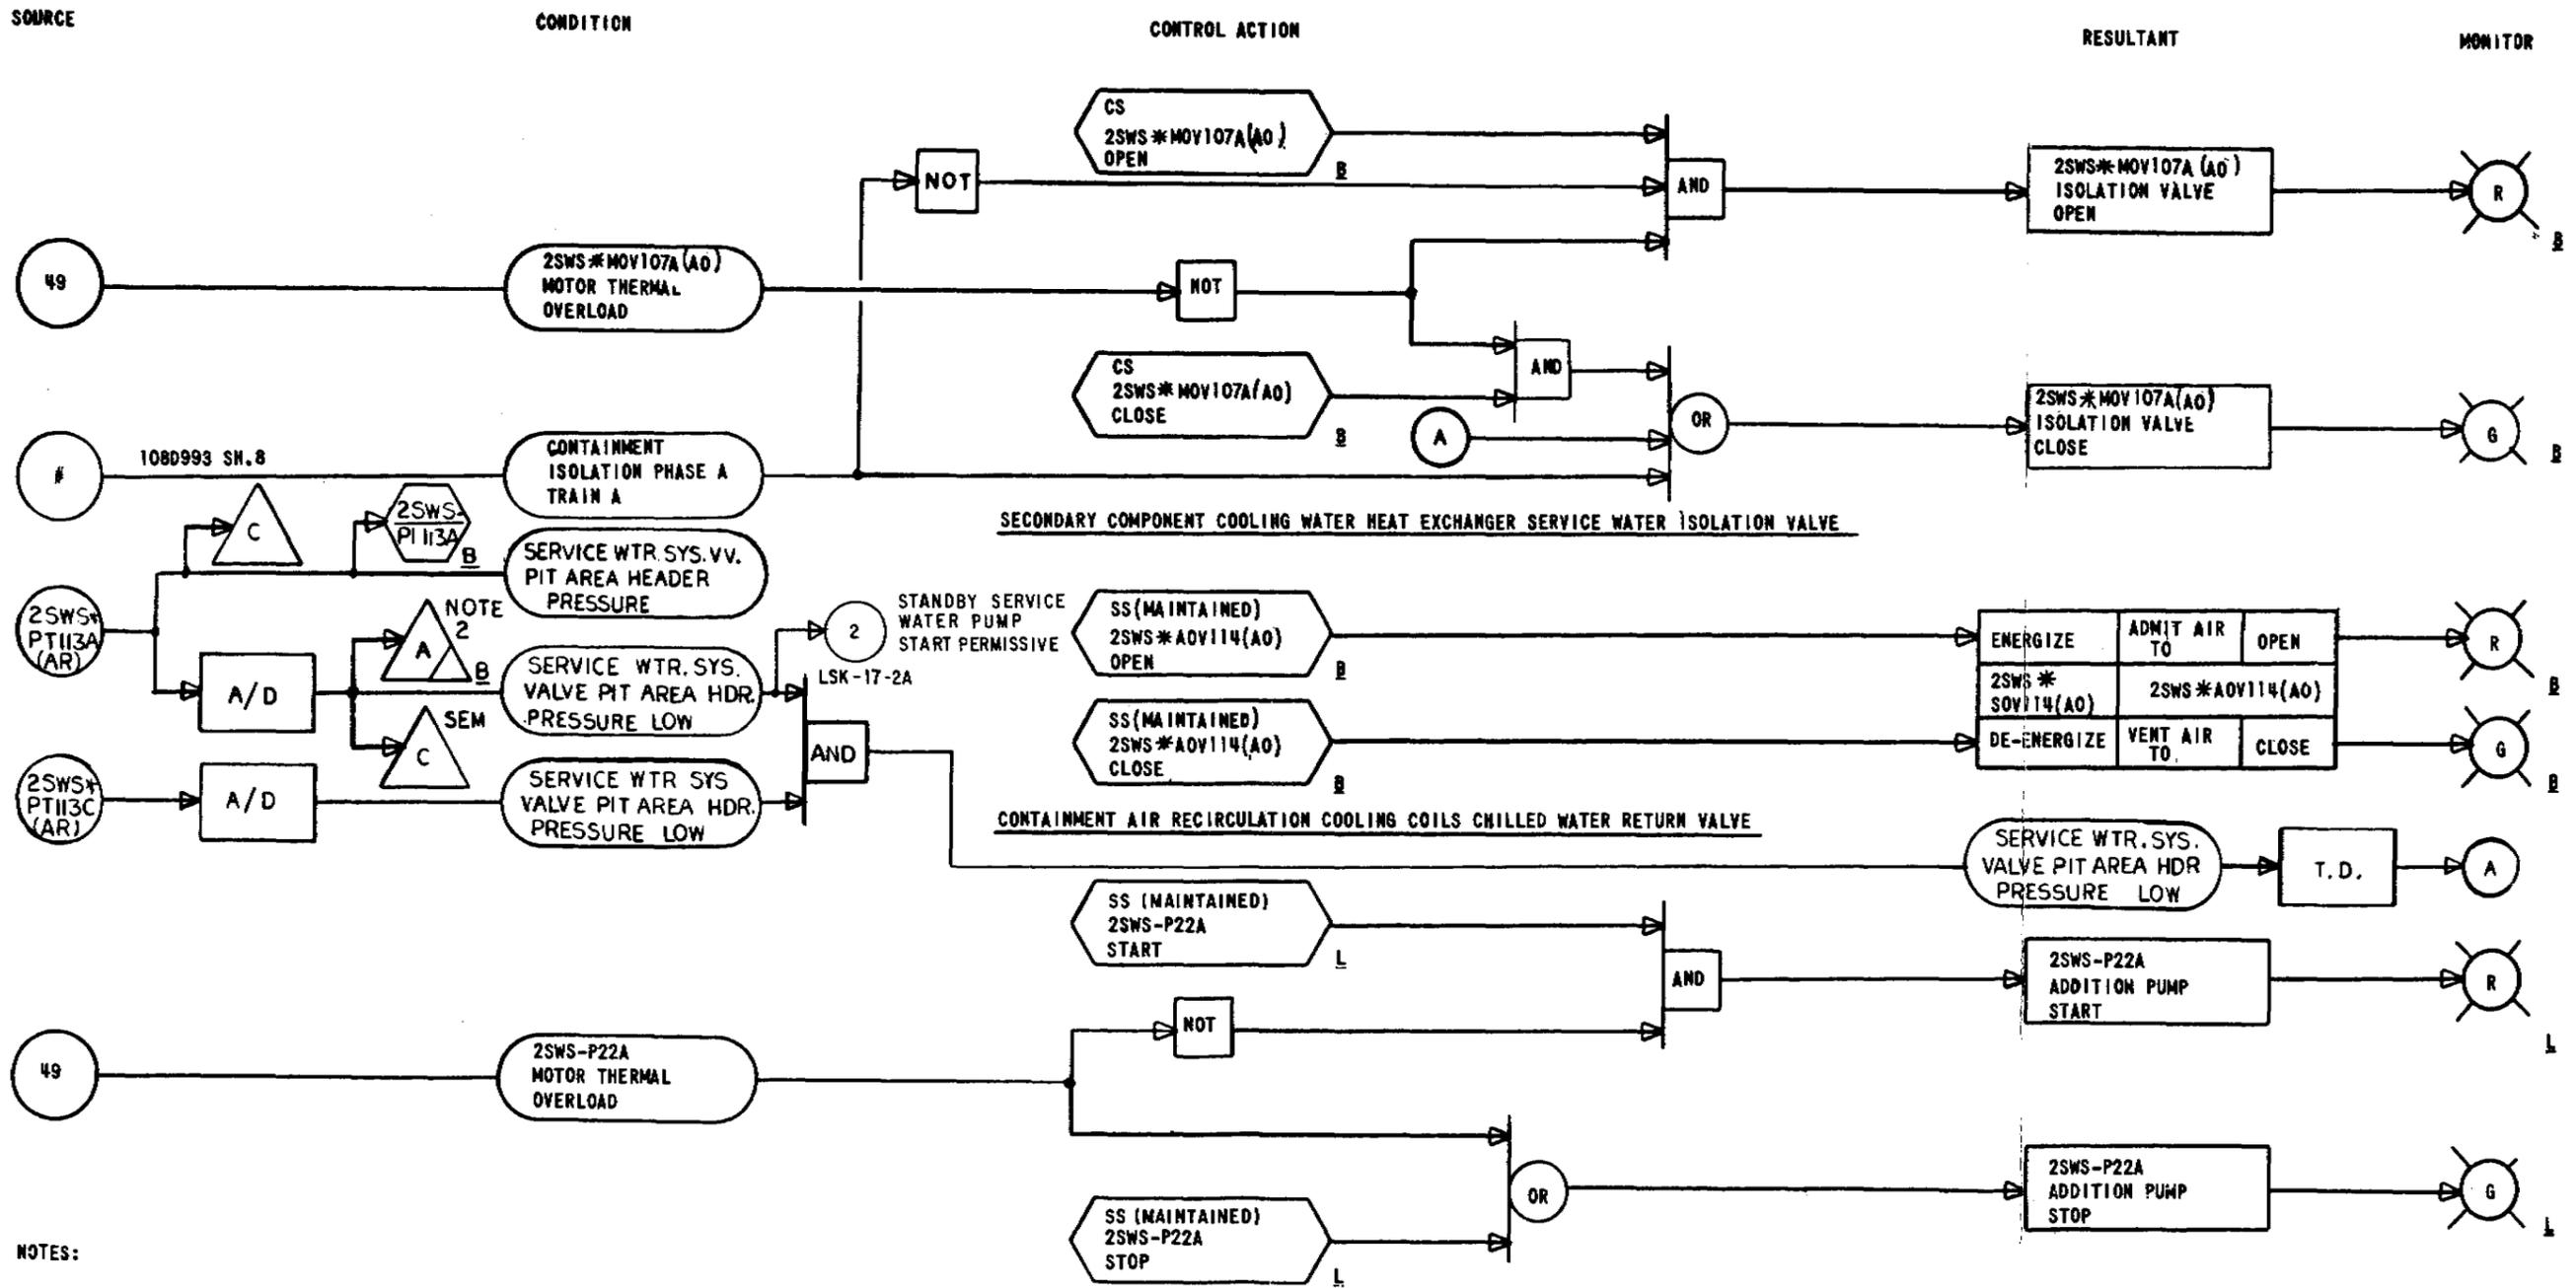 SOURCE
CONDITION
CONTROL ACTION
RESULTANT
MONITOR
CS
2SWS*MOV107A(AO)
OPEN
B
NOT
AND
2SWS*MOV107A(AO)
ISOLATION VALVE
OPEN
R
B
49
2SWS*MOV107A(AO)
MOTOR THERMAL
OVERLOAD
NOT
AND
CS
2SWS*MOV107A(AO)
CLOSE
B
A
OR
2SWS*MOV107A(AO)
ISOLATION VALVE
CLOSE
G
B
#
108D993 SH.8
CONTAINMENT
ISOLATION PHASE A
TRAIN A
SECONDARY COMPONENT COOLING WATER HEAT EXCHANGER SERVICE WATER ISOLATION VALVE
C
2SWS-
PI113A
B
SERVICE WTR. SYS. VV.
PIT AREA HEADER
PRESSURE
2SWS*
PT113A
(AR)
A/D
A
NOTE
2
B
SERVICE WTR. SYS.
VALVE PIT AREA HDR.
PRESSURE LOW
C
SEM
2
STANDBY SERVICE
WATER PUMP
START PERMISSIVE
LSK-17-2A
AND
2SWS*
PT113C
(AR)
A/D
SERVICE WTR SYS
VALVE PIT AREA HDR.
PRESSURE LOW
SS(MAINTAINED)
2SWS*AOV114(AO)
OPEN
B
SS(MAINTAINED)
2SWS*AOV114(AO)
CLOSE
B
ENERGIZE
ADMIT AIR
TO
OPEN
2SWS*
SOV114(AO)
2SWS*AOV114(AO)
DE-ENERGIZE
VENT AIR
TO
CLOSE
R
B
G
B
CONTAINMENT AIR RECIRCULATION COOLING COILS CHILLED WATER RETURN VALVE
SERVICE WTR. SYS.
VALVE PIT AREA HDR
PRESSURE LOW
T.D.
A
SS (MAINTAINED)
2SWS-P22A
START
L
AND
2SWS-P22A
ADDITION PUMP
START
R
L
NOT
49
2SWS-P22A
MOTOR THERMAL
OVERLOAD
OR
2SWS-P22A
ADDITION PUMP
STOP
G
L
SS (MAINTAINED)
2SWS-P22A
STOP
L
NOTES: